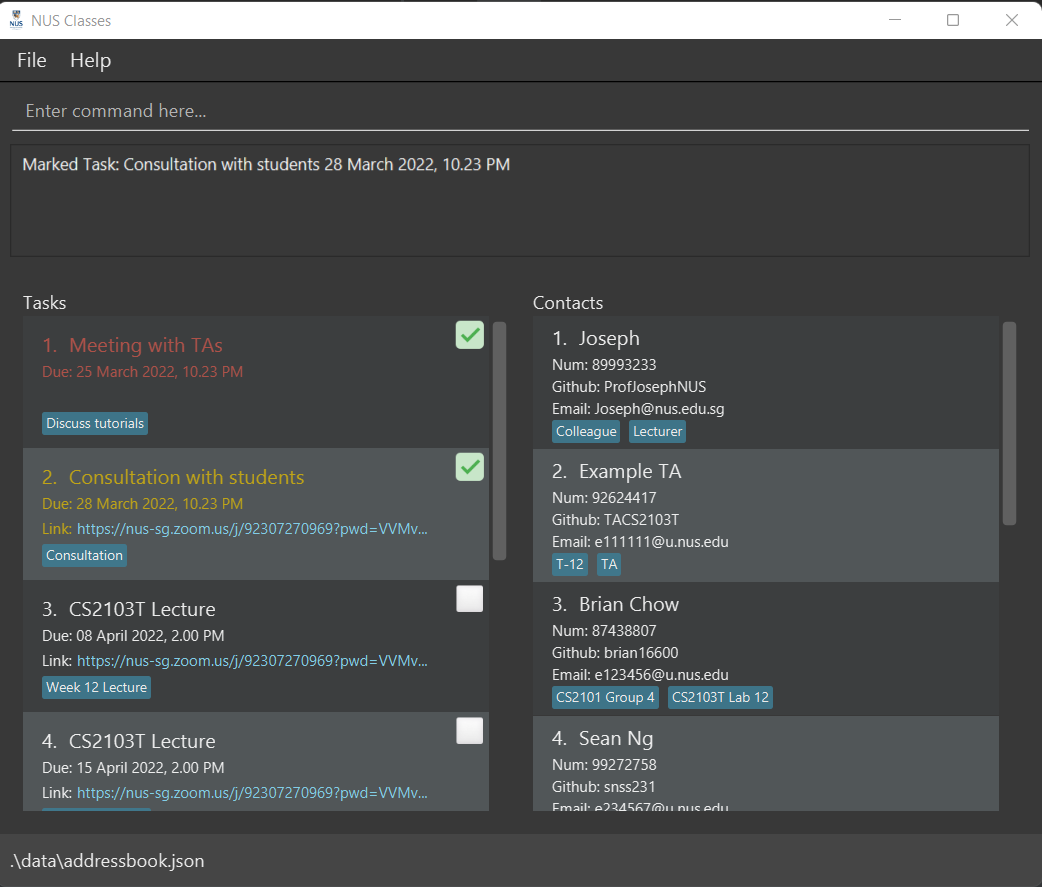 NUS Classes
File Help
Enter command here...
Marked Task: Consultation with students 28 March 2022, 10.23 PM
Tasks
1. Meeting with TAs
Due: 25 March 2022, 10.23 PM
Discuss tutorials
2. Consultation with students
Due: 28 March 2022, 10.23 PM
Link: https://nus-sg.zoom.us/j/92307270969?pwd=VVMv...
Consultation
3. CS2103T Lecture
Due: 08 April 2022, 2.00 PM
Link: https://nus-sg.zoom.us/j/92307270969?pwd=VVMv...
Week 12 Lecture
4. CS2103T Lecture
Due: 15 April 2022, 2.00 PM
Link: https://nus-sg.zoom.us/j/92307270969?pwd=VVMv...
Contacts
1. Joseph
Num: 89993233
Github: ProfJosephNUS
Email: Joseph@nus.edu.sg
Colleague Lecturer
2. Example TA
Num: 92624417
Github: TACS2103T
Email: e111111@u.nus.edu
T-12 TA
3. Brian Chow
Num: 87438807
Github: brian16600
Email: e123456@u.nus.edu
CS2101 Group 4 CS2103T Lab 12
4. Sean Ng
Num: 99272758
Github: snss231
Email: e234567@u.nus.edu
.\data\addressbook.json